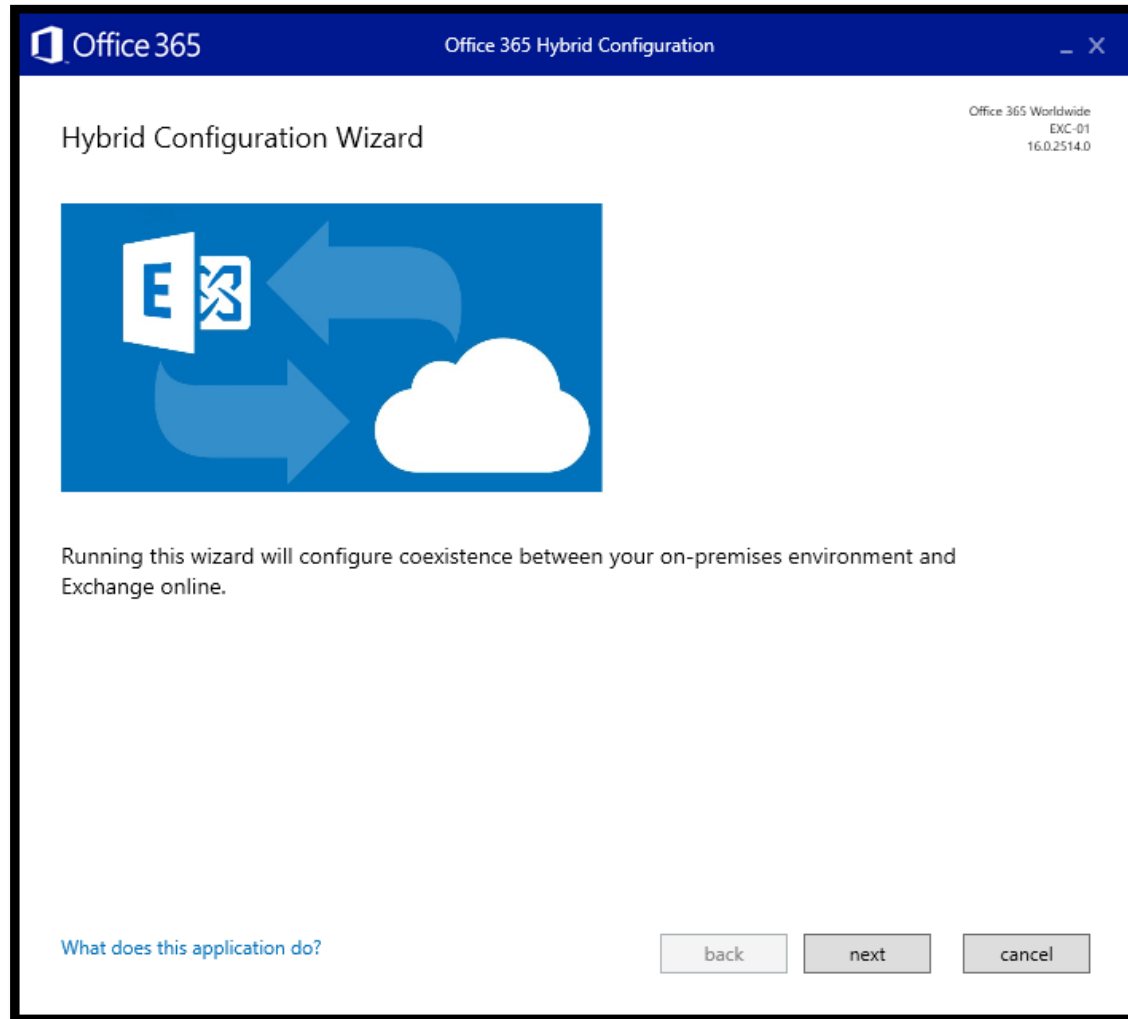 Office 365
Office 365 Hybrid Configuration
Hybrid Configuration Wizard
Office 365 Worldwide
EXC-01
16.0.2514.0
E
Running this wizard will configure coexistence between your on-premises environment and
Exchange online.
What does this application do?
back
next
cancel